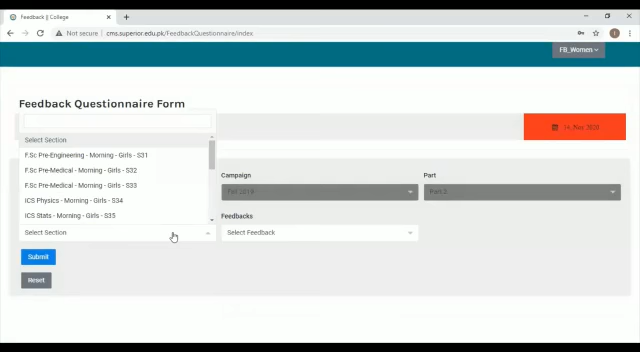 Feedback || College
Not secure | cms.superior.edu.pk/FeedbackQuestionnaire/Index
FB_Women
Feedback Questionnaire Form
14, Nov 2020
Select Section
F.Sc Pre-Engineering - Morning - Girls - S31
F.Sc Pre-Medical - Morning - Girls - S32
F.Sc Pre-Medical - Morning - Girls - S33
ICS Physics - Morning - Girls - S34
ICS Stats - Morning - Girls - S35
Select Section
Campaign
Part
Fall 2019
Part 2
Feedbacks
Select Feedback
Submit
Reset